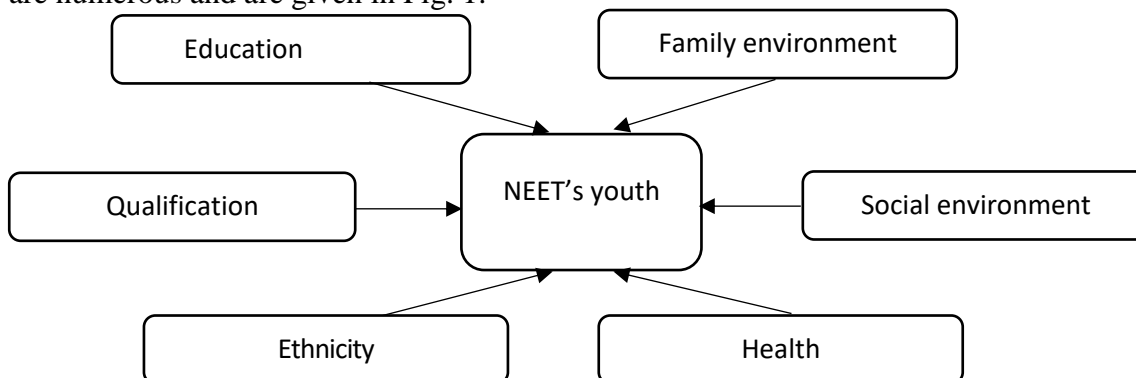 are numerous and are given in Fig. 1:
Education
Family environment
NEET's youth
Qualification
Social environment
Ethnicity
Health